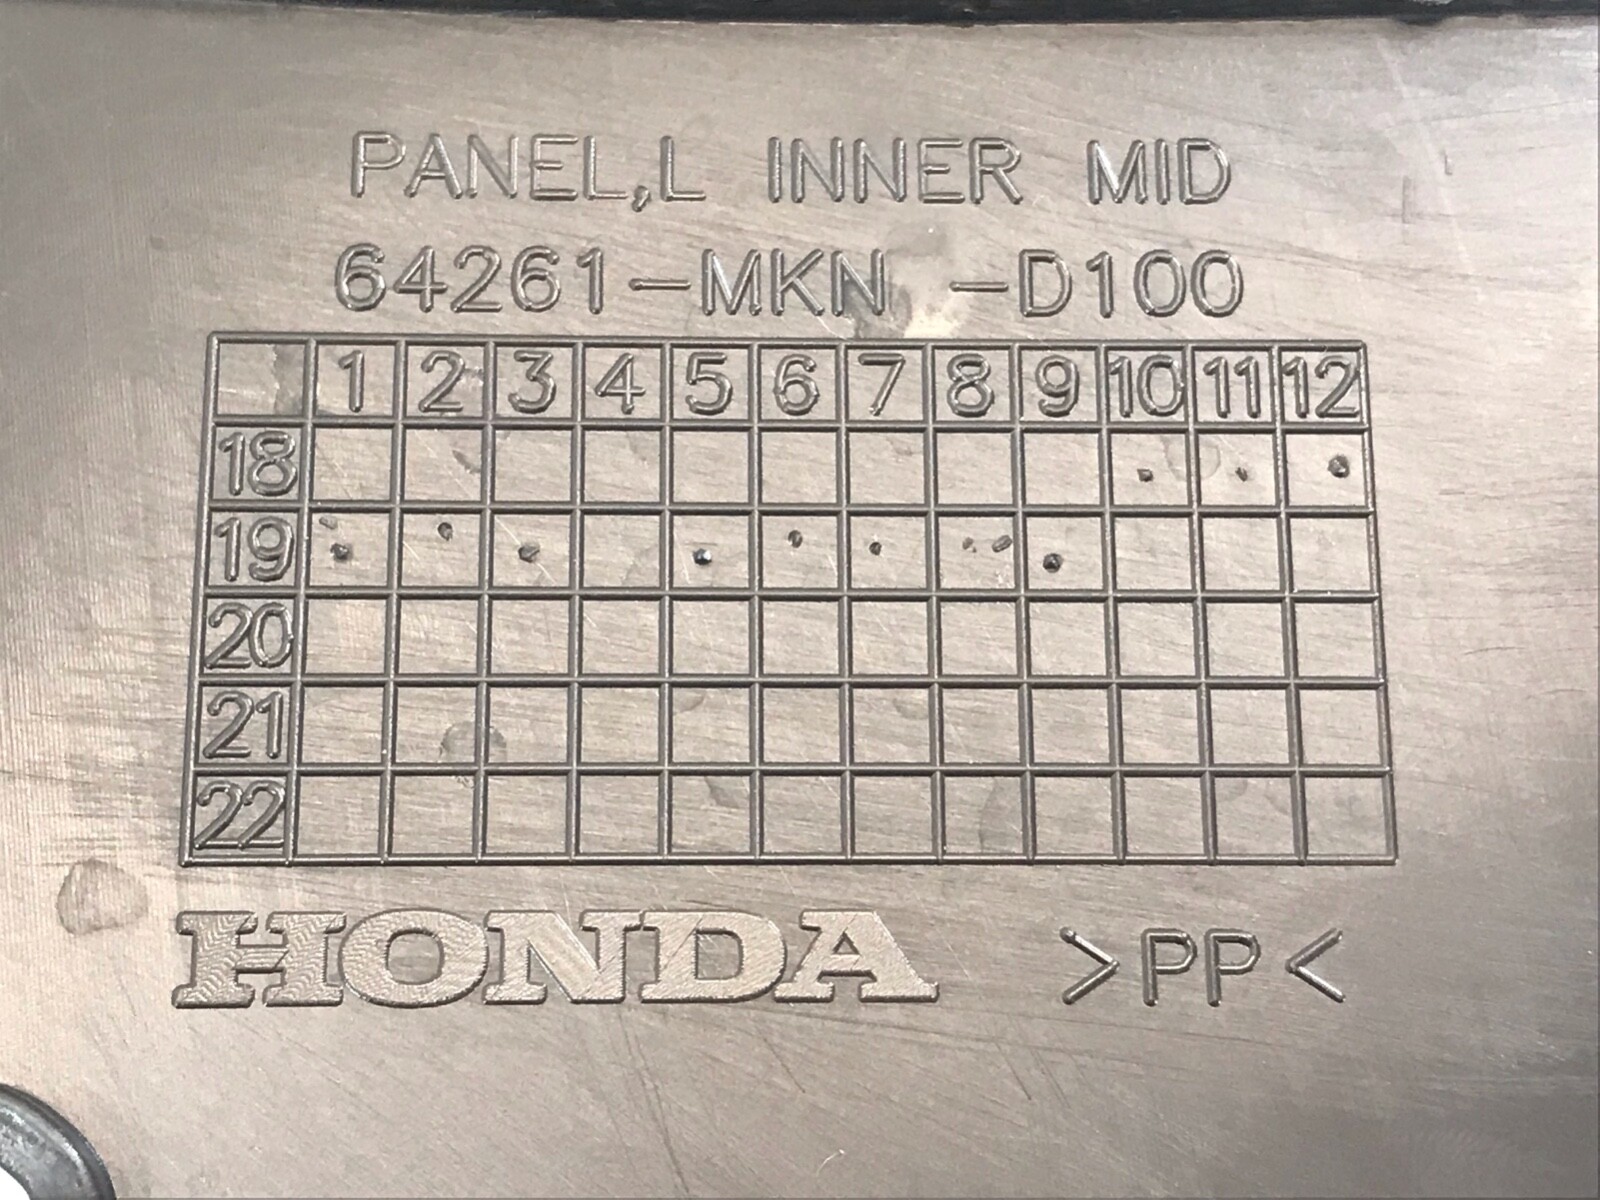 PANEL,L INNER MID
64261-MKN -D100
1 2 3 4 5 6 7 8 9 10 11 12
18
19
20
21
22
HONDA >PP<